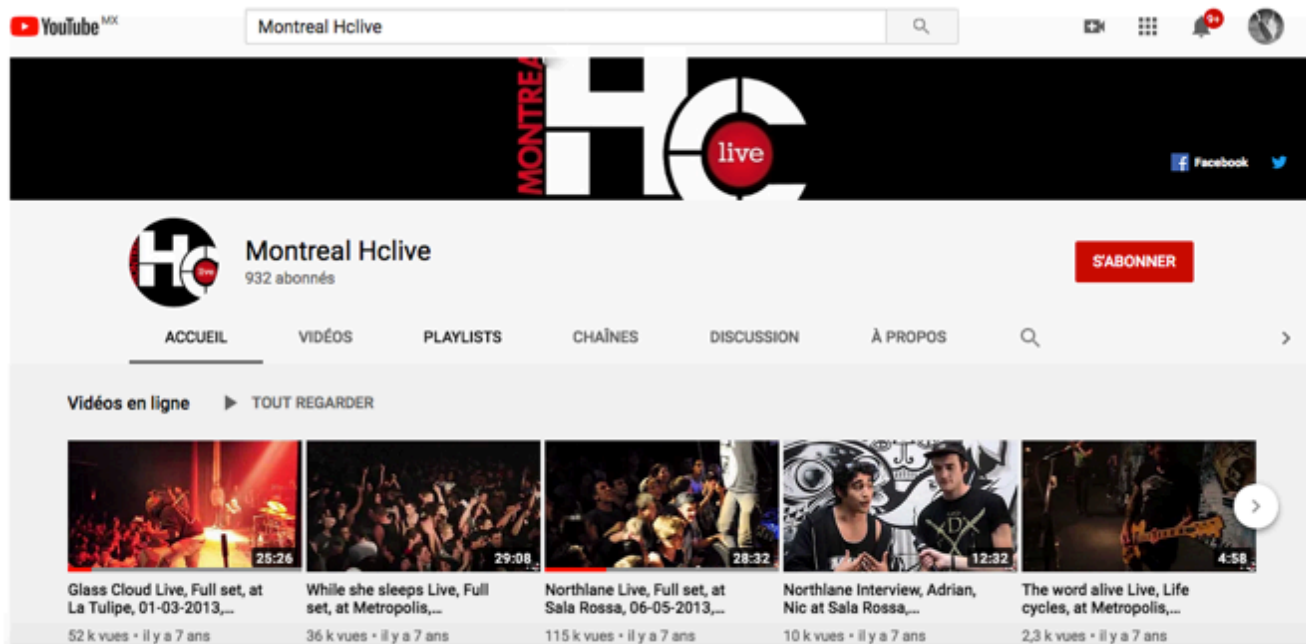 YouTube MX
Montreal Hclive
9+
MONTREA
HC
live
Facebook
HC
live
Montreal Hclive
932 abonnés
S'ABONNER
ACCUEIL VIDÉOS PLAYLISTS CHAÎNES DISCUSSION À PROPOS
Vidéos en ligne TOUT REGARDER
25:26 29:08 28:32 12:32 4:58
Glass Cloud Live, Full set, at While she sleeps Live, Full Northlane Live, Full set, at Northlane Interview, Adrian, The word alive Live, Life
La Tulipe, 01-03-2013,... set, at Metropolis,... Sala Rossa, 06-05-2013,... Nic at Sala Rossa,... cycles, at Metropolis,...
52 k vues • il y a 7 ans 36 k vues • il y a 7 ans 115 k vues • il y a 7 ans 10 k vues • il y a 7 ans 2,3 k vues • il y a 7 ans